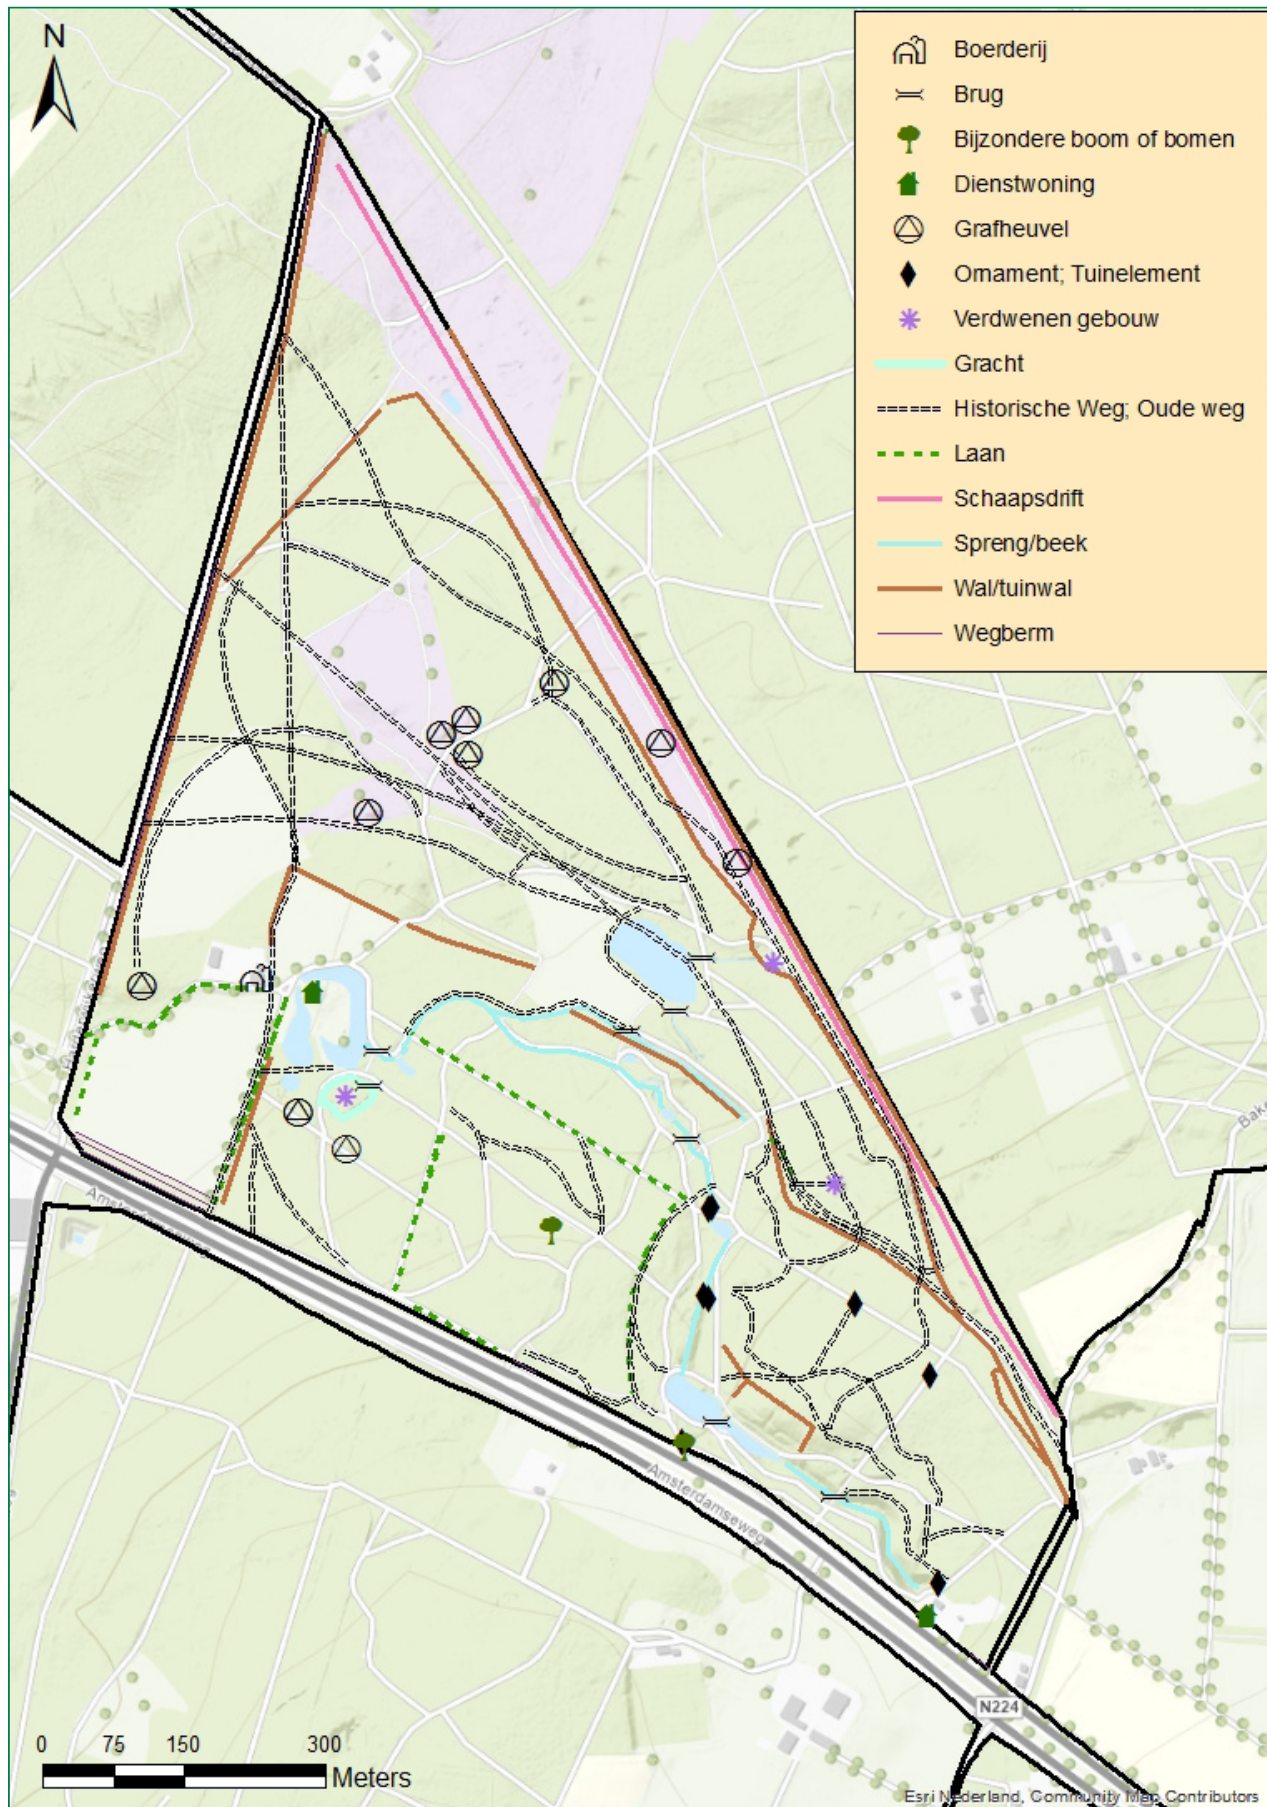 N
Boerderij
Brug
Bijzondere boom of bomen
Dienstwoning
Grafheuvel
Ornament; Tuinelement
Verdwenen gebouw
Gracht
Historische Weg; Oude weg
Laan
Schaapsdrift
Spreng/beek
Wal/tuinwal
Wegberm
Bake
Amsterdamseweg
N224
0 75 150 300
Meters
Esri Nederland, Community Map Contributors